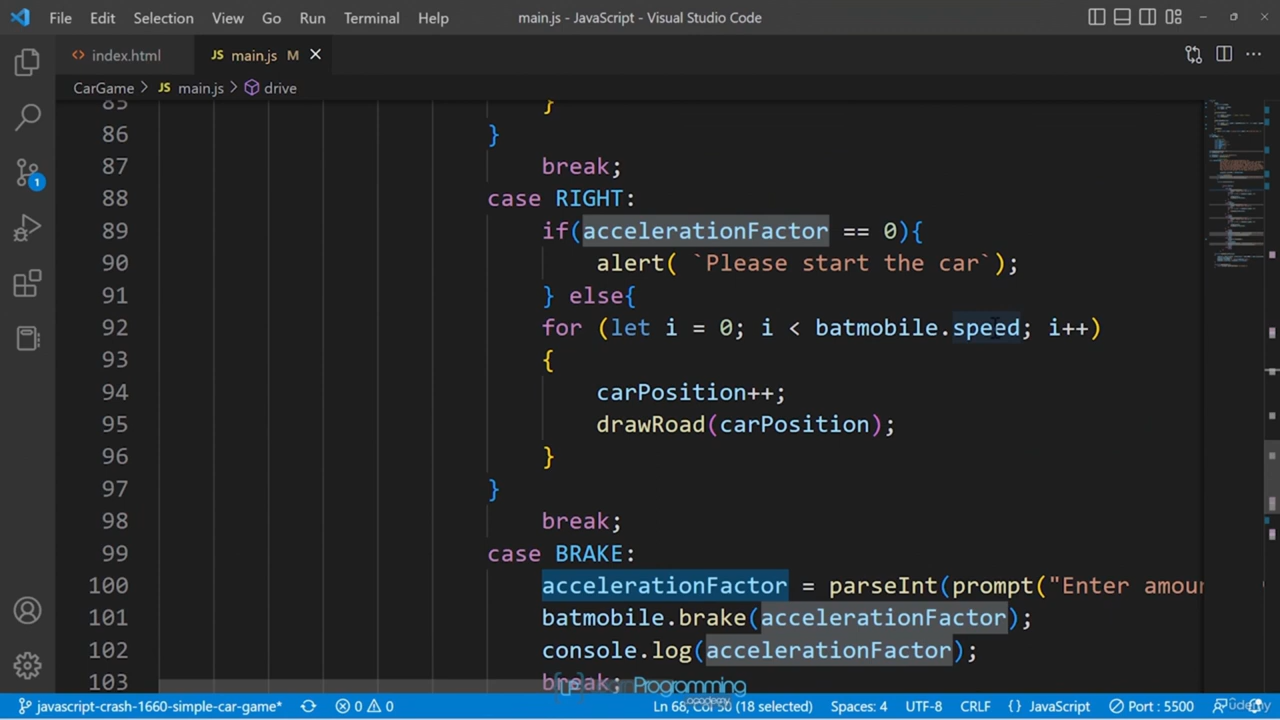 File Edit Selection View Go Run Terminal Help main.js - JavaScript - Visual Studio Code
index.html JS main.js M
CarGame > JS main.js > drive
85 }
86 }
87 break;
88 case RIGHT:
89 if(accelerationFactor == 0){
90 alert( `Please start the car`);
91 } else{
92 for (let i = 0; i < batmobile.speed; i++)
93 {
94 carPosition++;
95 drawRoad(carPosition);
96 }
97 }
98 break;
99 case BRAKE:
100 accelerationFactor = parseInt(prompt("Enter amour
101 batmobile.brake(accelerationFactor);
102 console.log(accelerationFactor);
103 break;
Programming
1
javascript-crash-1660-simple-car-game* 0 0 Ln 68, Col 50 (18 selected) Spaces: 4 UTF-8 CRLF {} JavaScript Port : 5500
Udemy